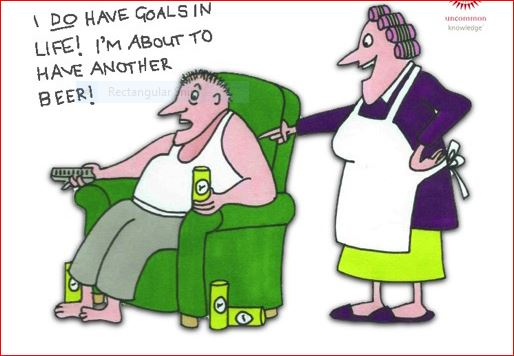 I DO HAVE GOALS IN
LIFE! I'M ABOUT TO
HAVE ANOTHER
BEER!
Rectangular
uncommon
knowledge